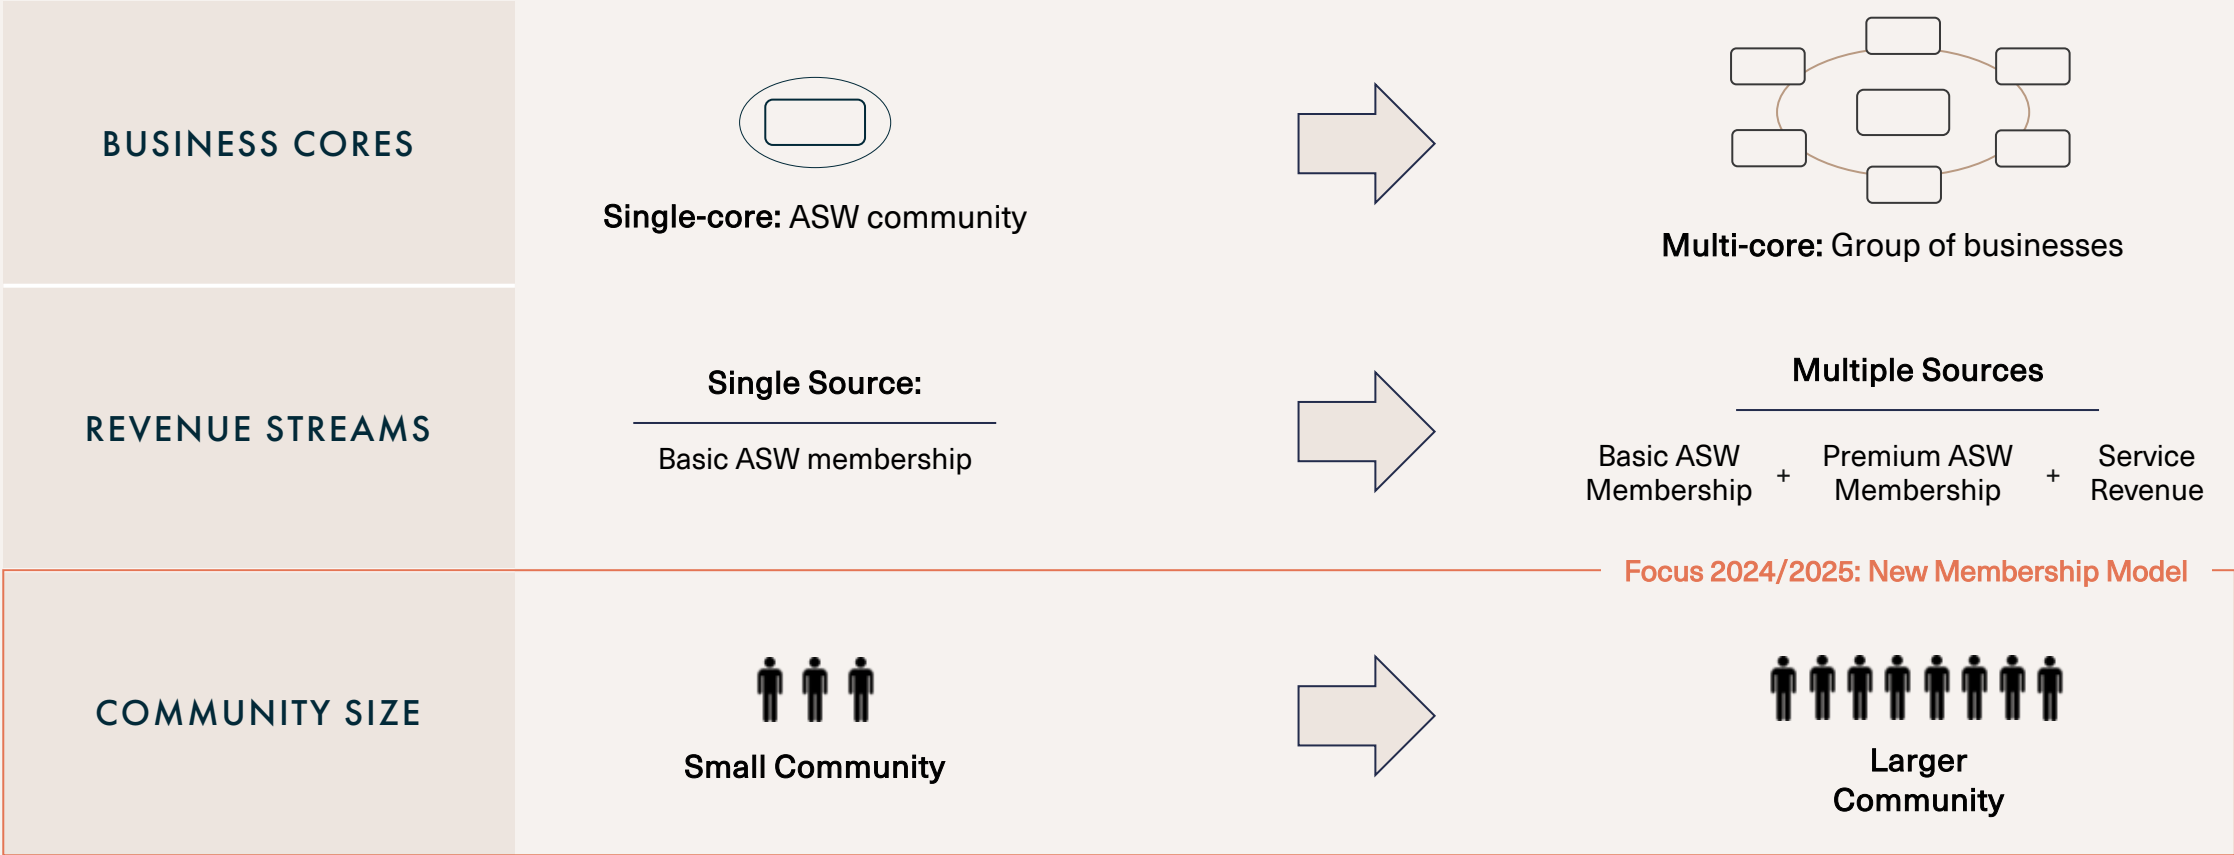 BUSINESS CORES
Single-core: ASW community
Multi-core: Group of businesses
REVENUE STREAMS
Single Source:
Basic ASW membership
Multiple Sources
Basic ASW
Membership
+
Premium ASW
Membership
+
Service
Revenue
Focus 2024/2025: New Membership Model
COMMUNITY SIZE
Small Community
Larger
Community